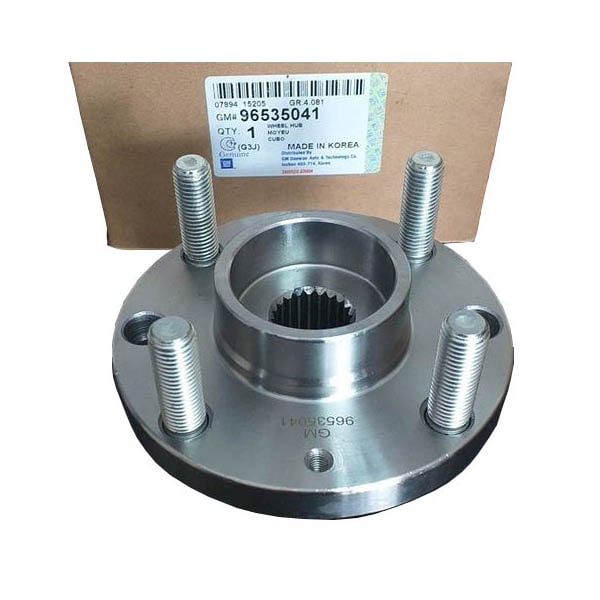 07894 15205 GR.4.081
GM# 96535041
QTY. 1 WHEEL HUB
MOYEU
CUBO
(G3J) MADE IN KOREA
Genuine
GM
Distributed By
GM Daewoo Auto & Technology Co.
Incheon 403-714, Korea
GM
96535041